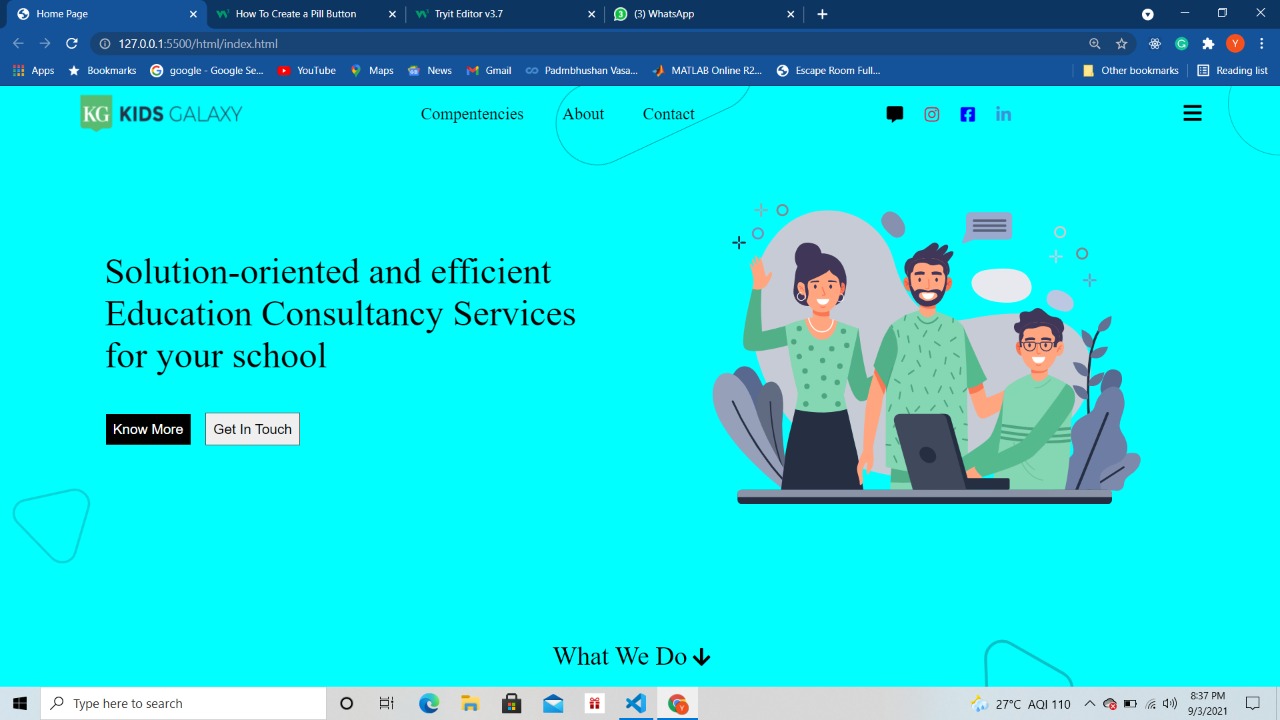 Home Page
How To Create a Pill Button
Tryit Editor v3.7
3
(3) WhatsApp
127.0.0.1:5500/html/index.html
Y
Apps
Bookmarks
google - Google Se...
YouTube
Maps
News
Gmail
Padmbhushan Vasa...
MATLAB Online R2...
Escape Room Full...
Other bookmarks
Reading list
KG KIDS GALAXY
Compentencies
About
Contact
Solution-oriented and efficient
Education Consultancy Services
for your school
Know More
Get In Touch
What We Do
Type here to search
27°C AQI 110
8:37 PM
9/3/2021